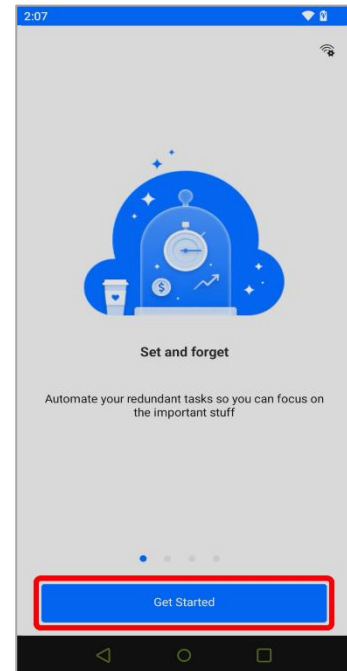 2:07
$
Set and forget
Automate your redundant tasks so you can focus on
the important stuff
Get Started